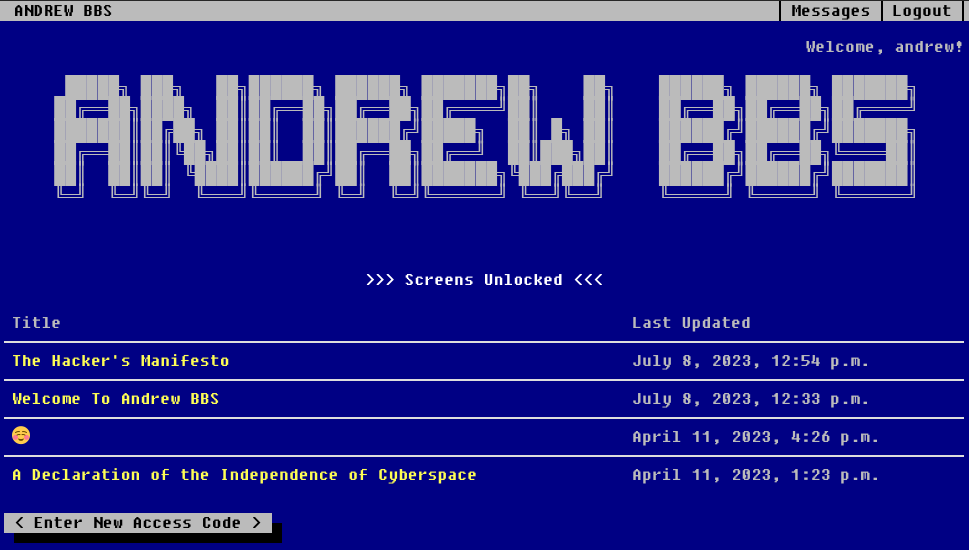 ANDREW BBS Messages Logout
Welcome, andrew!
ANDREW BBS
>>> Screens Unlocked <<<
Title Last Updated
The Hacker's Manifesto July 8, 2023, 12:54 p.m.
Welcome To Andrew BBS July 8, 2023, 12:33 p.m.
☺️ April 11, 2023, 4:26 p.m.
A Declaration of the Independence of Cyberspace April 11, 2023, 1:23 p.m.
< Enter New Access Code >